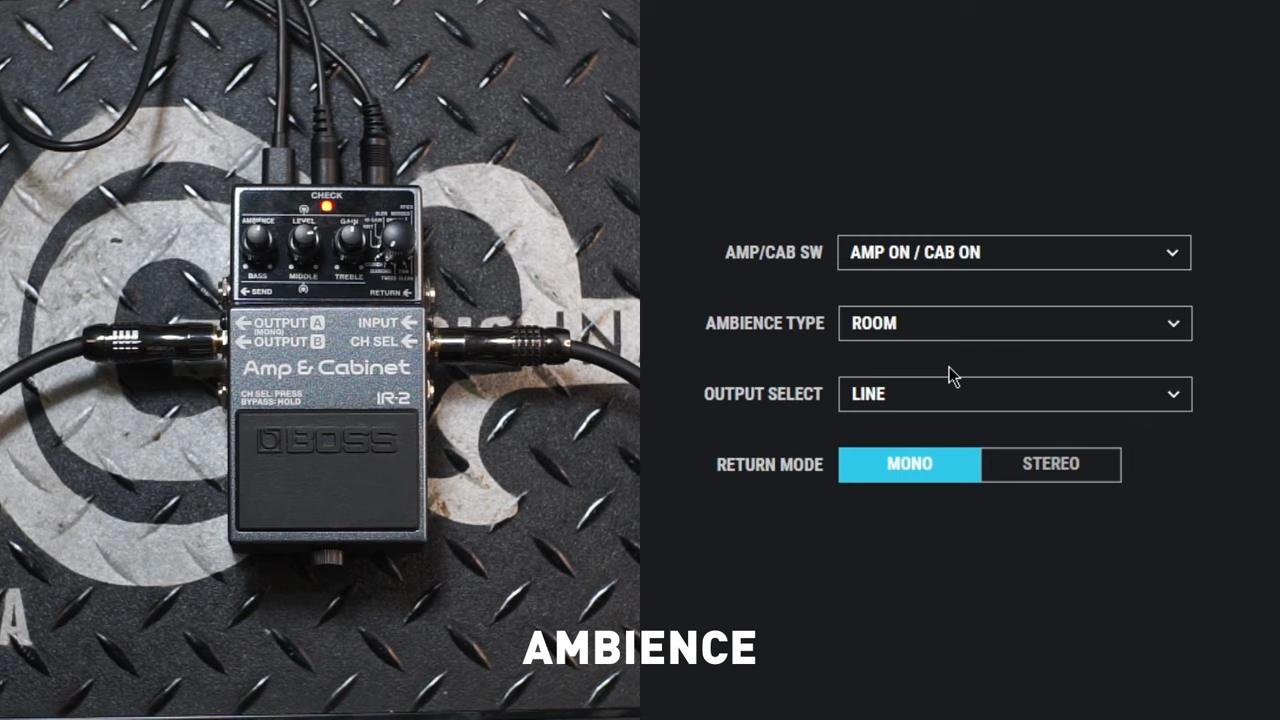 CHECK
AMBIENCE LEVEL GAIN
BASS MIDDLE TREBLE
SEND RETURN
OUTPUT A INPUT
(MONO)
OUTPUT B CH SEL
Amp & Cabinet
CH SEL: PRESS
BYPASS: HOLD
IR-2
BOSS
AMP/CAB SW AMP ON / CAB ON
AMBIENCE TYPE ROOM
OUTPUT SELECT LINE
RETURN MODE MONO STEREO
AMBIENCE